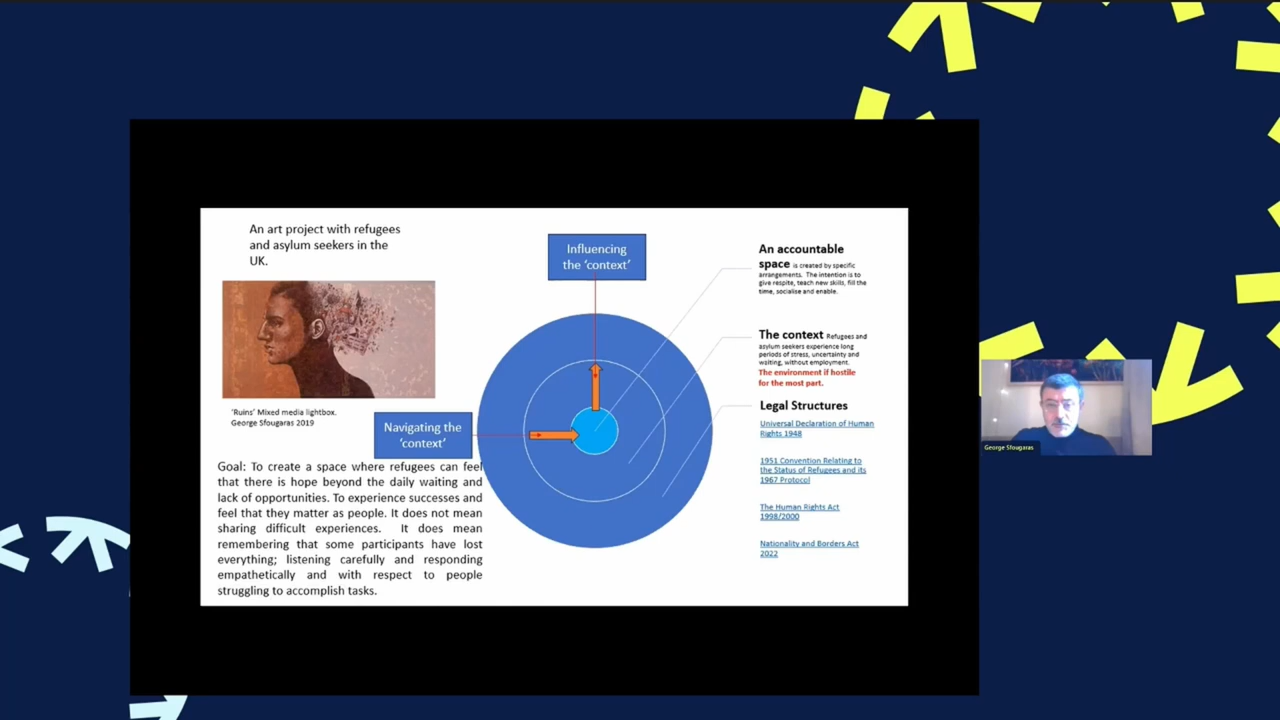 An art project with refugees
and asylum seekers in the
UK.
'Ruins' Mixed media lightbox.
George Sfougaras 2019
Goal: To create a space where refugees can feel
that there is hope beyond the daily waiting and
lack of opportunities. To experience successes and
feel that they matter as people. It does not mean
sharing difficult experiences. It does mean
remembering that some participants have lost
everything; listening carefully and responding
empathetically and with respect to people
struggling to accomplish tasks.
Influencing
the 'context'
Navigating the
'context'
An accountable
space is created by specific
arrangements. The intention is to
give respite, teach new skills, fill the
time, socialise and enable.
The context Refugees and
asylum seekers experience long
periods of stress, uncertainty and
waiting, without employment.
The environment if hostile
for the most part.
Legal Structures
Universal Declaration of Human
Rights 1948
1951 Convention Relating to
the Status of Refugees and its
1967 Protocol
The Human Rights Act
1998/2000
Nationality and Borders Act
2022
George Sfougaras